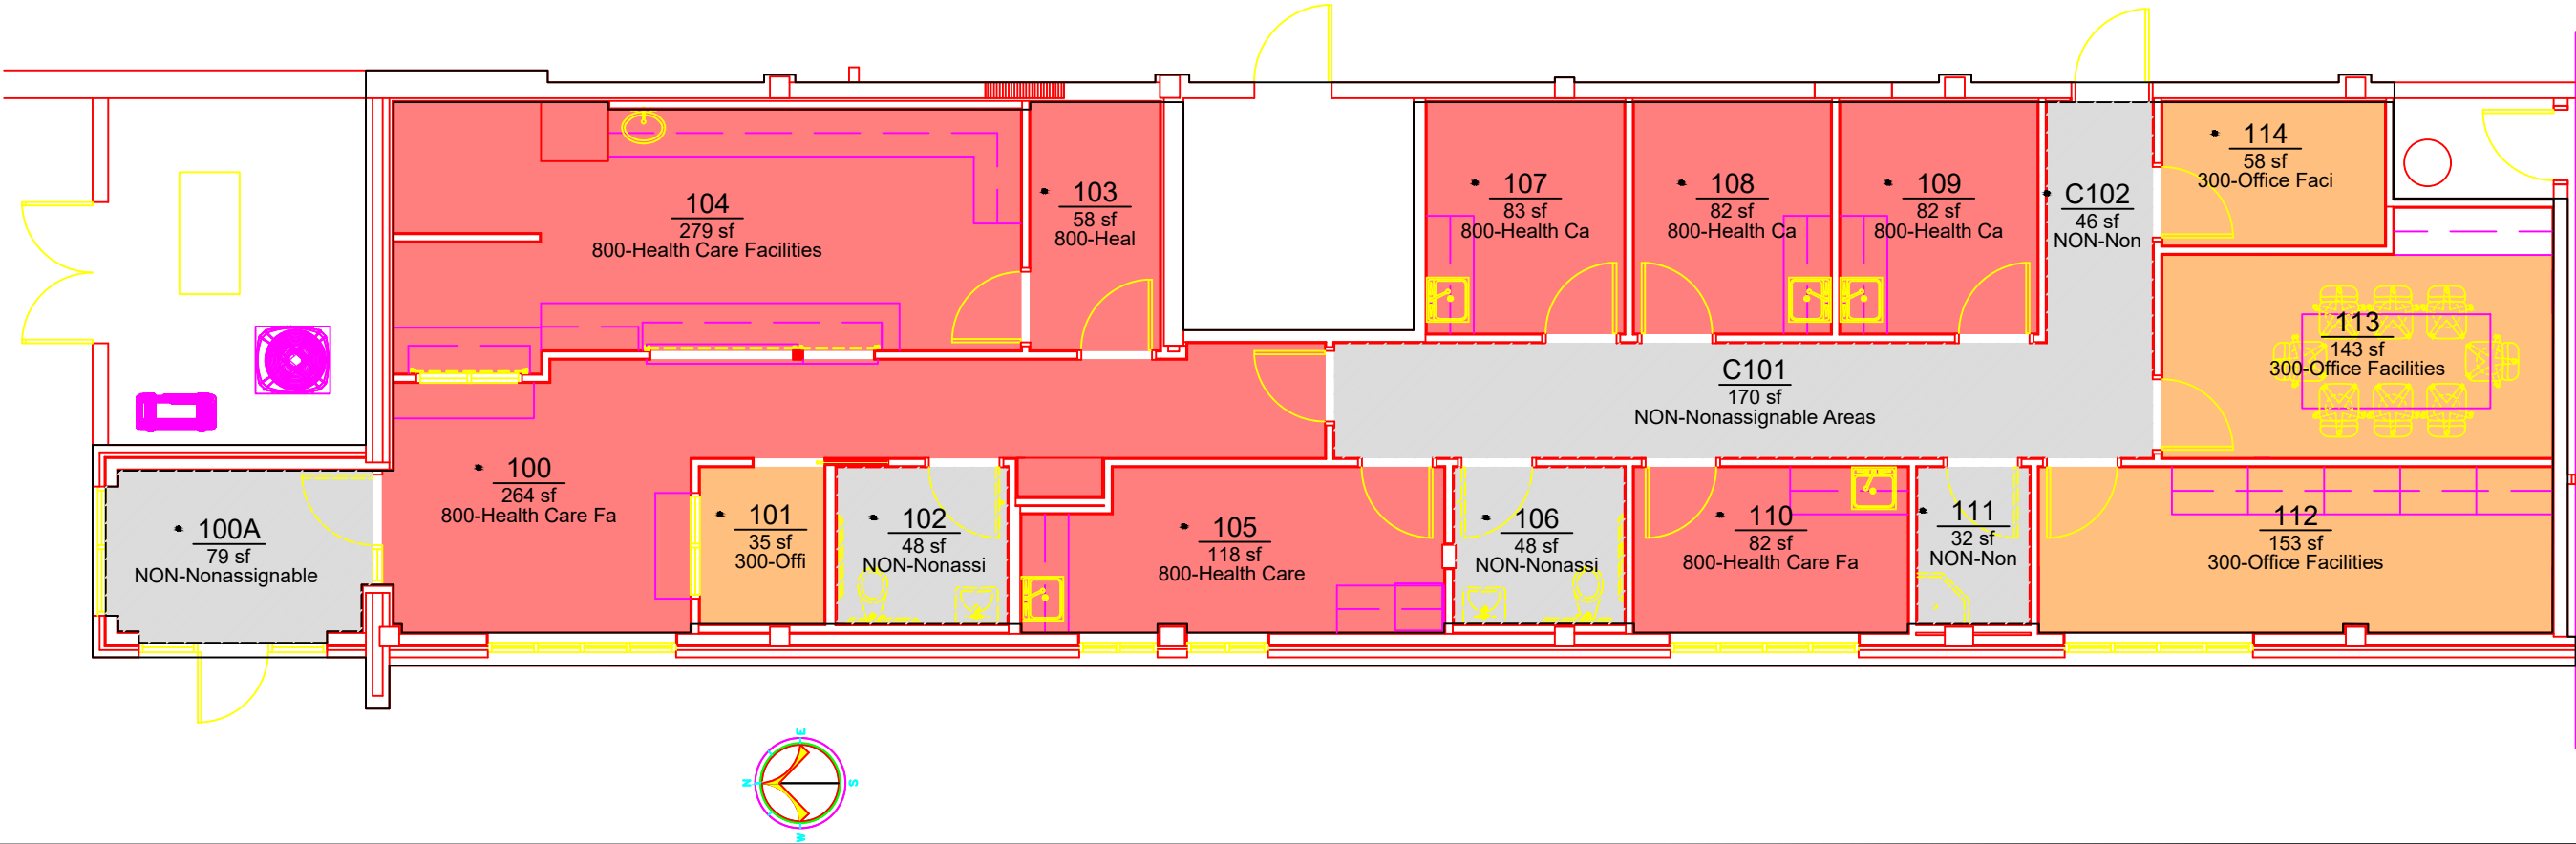 104
279 sf
800-Health Care Facilities
103
58 sf
800-Heal
107
83 sf
800-Health Ca
108
82 sf
800-Health Ca
109
82 sf
800-Health Ca
C102
46 sf
NON-Non
114
58 sf
300-Office Faci
113
143 sf
300-Office Facilities
C101
170 sf
NON-Nonassignable Areas
100A
79 sf
NON-Nonassignable
100
264 sf
800-Health Care Fa
101
35 sf
300-Offi
102
48 sf
NON-Nonassi
105
118 sf
800-Health Care
106
48 sf
NON-Nonassi
110
82 sf
800-Health Care Fa
111
32 sf
NON-Non
112
153 sf
300-Office Facilities
E
N
S
W